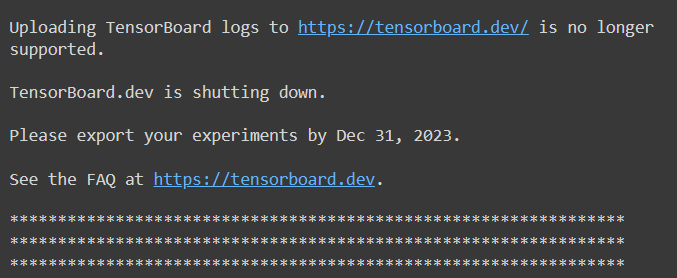 Uploading TensorBoard logs to https://tensorboard.dev/ is no longer
supported.
TensorBoard.dev is shutting down.
Please export your experiments by Dec 31, 2023.
See the FAQ at https://tensorboard.dev.
****************************************************************
****************************************************************
****************************************************************